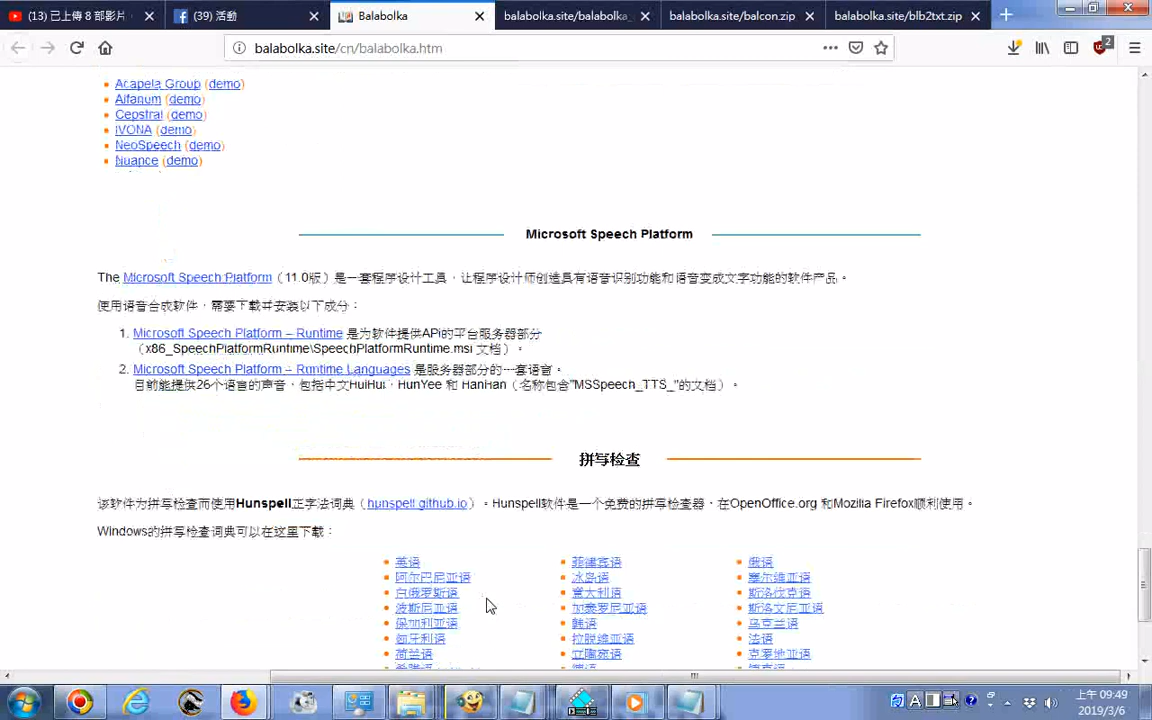 (13) 已上傳 8 部影片
(39) 活動
Balabolka
balabolka.site/balabolka_
balabolka.site/balcon.zip
balabolka.site/blb2txt.zip
balabolka.site/cn/balabolka.htm
2
Acapela Group (demo)
Alfanum (demo)
Cepstral (demo)
IVONA (demo)
NeoSpeech (demo)
Nuance (demo)
Microsoft Speech Platform
The Microsoft Speech Platform（11.0版）是一套程序设计工具，让程序设计师创造具有语音识别功能和语音变成文字功能的软件产品。
使用语音合成软件，需要下载并安装以下成分：
1. Microsoft Speech Platform – Runtime 是为软件提供API的平台服务器部分
（x86_SpeechPlatformRuntime\SpeechPlatformRuntime.msi 文档）。
2. Microsoft Speech Platform – Runtime Languages 是服务器部分的一套语言。
目前能提供26个语言的声音，包括中文HuiHui，HunYee 和 HanHan（名称包含"MSSpeech_TTS_"的文档）。
拼写检查
该软件为拼写检查而使用Hunspell正字法词典（hunspell.github.io）。Hunspell软件是一个免费的拼写检查器，在OpenOffice.org 和Mozilla Firefox顺利使用。
Windows的拼写检查词典可以在这里下载：
英语 菲律宾语 俄语
阿尔巴尼亚语 冰岛语 塞尔维亚语
白俄罗斯语 意大利语 斯洛伐克语
波斯尼亚语 加泰罗尼亚语 斯洛文尼亚语
保加利亚语 韩语 乌克兰语
匈牙利语 拉脱维亚语 法语
荷兰语 立陶宛语 克罗地亚语
上午 09:49
2019/3/6